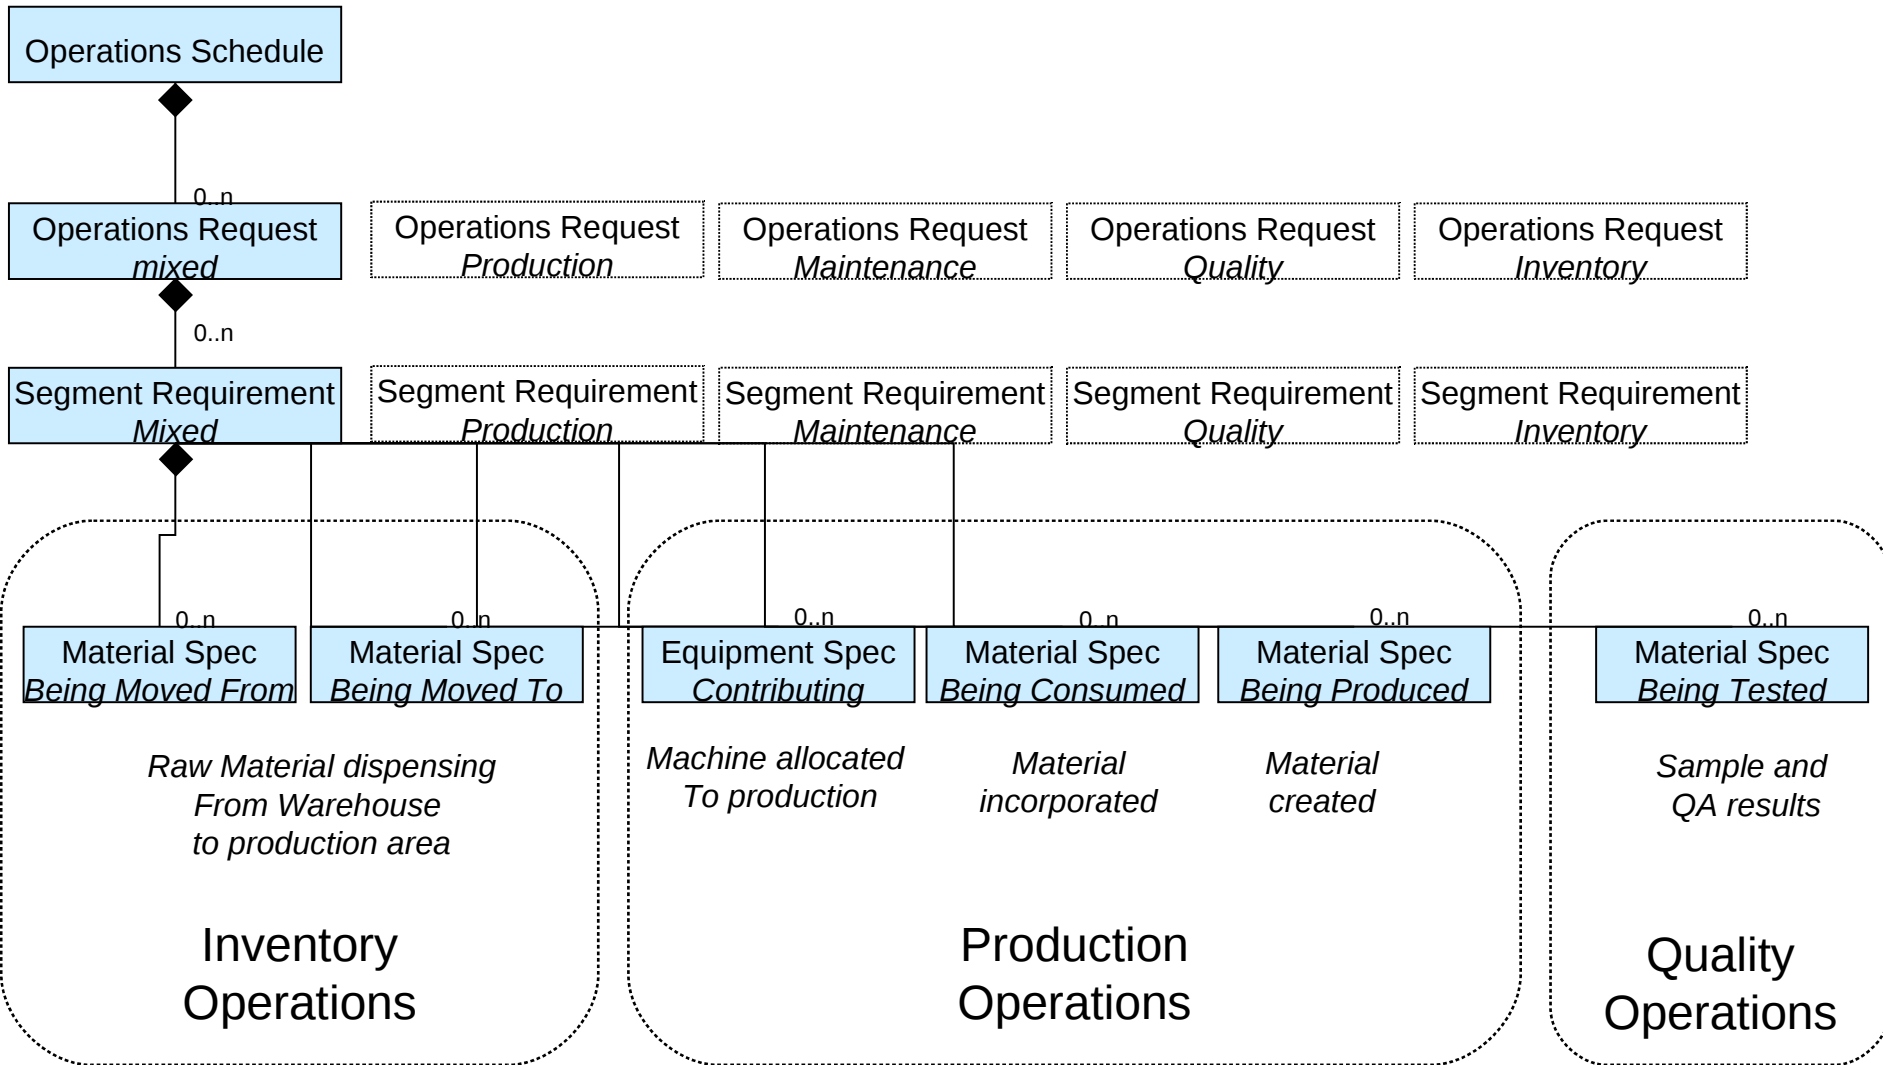 Operations Schedule
0..n
Operations Request
mixed
Operations Request
Production
Operations Request
Maintenance
Operations Request
Quality
Operations Request
Inventory
0..n
Segment Requirement
Mixed
Segment Requirement
Production
Segment Requirement
Maintenance
Segment Requirement
Quality
Segment Requirement
Inventory
0..n
Material Spec
Being Moved From
0..n
Material Spec
Being Moved To
0..n
Equipment Spec
Contributing
0..n
Material Spec
Being Consumed
0..n
Material Spec
Being Produced
0..n
Material Spec
Being Tested
Raw Material dispensing
From Warehouse
to production area
Machine allocated
To production
Material
incorporated
Material
created
Sample and
QA results
Inventory
Operations
Production
Operations
Quality
Operations